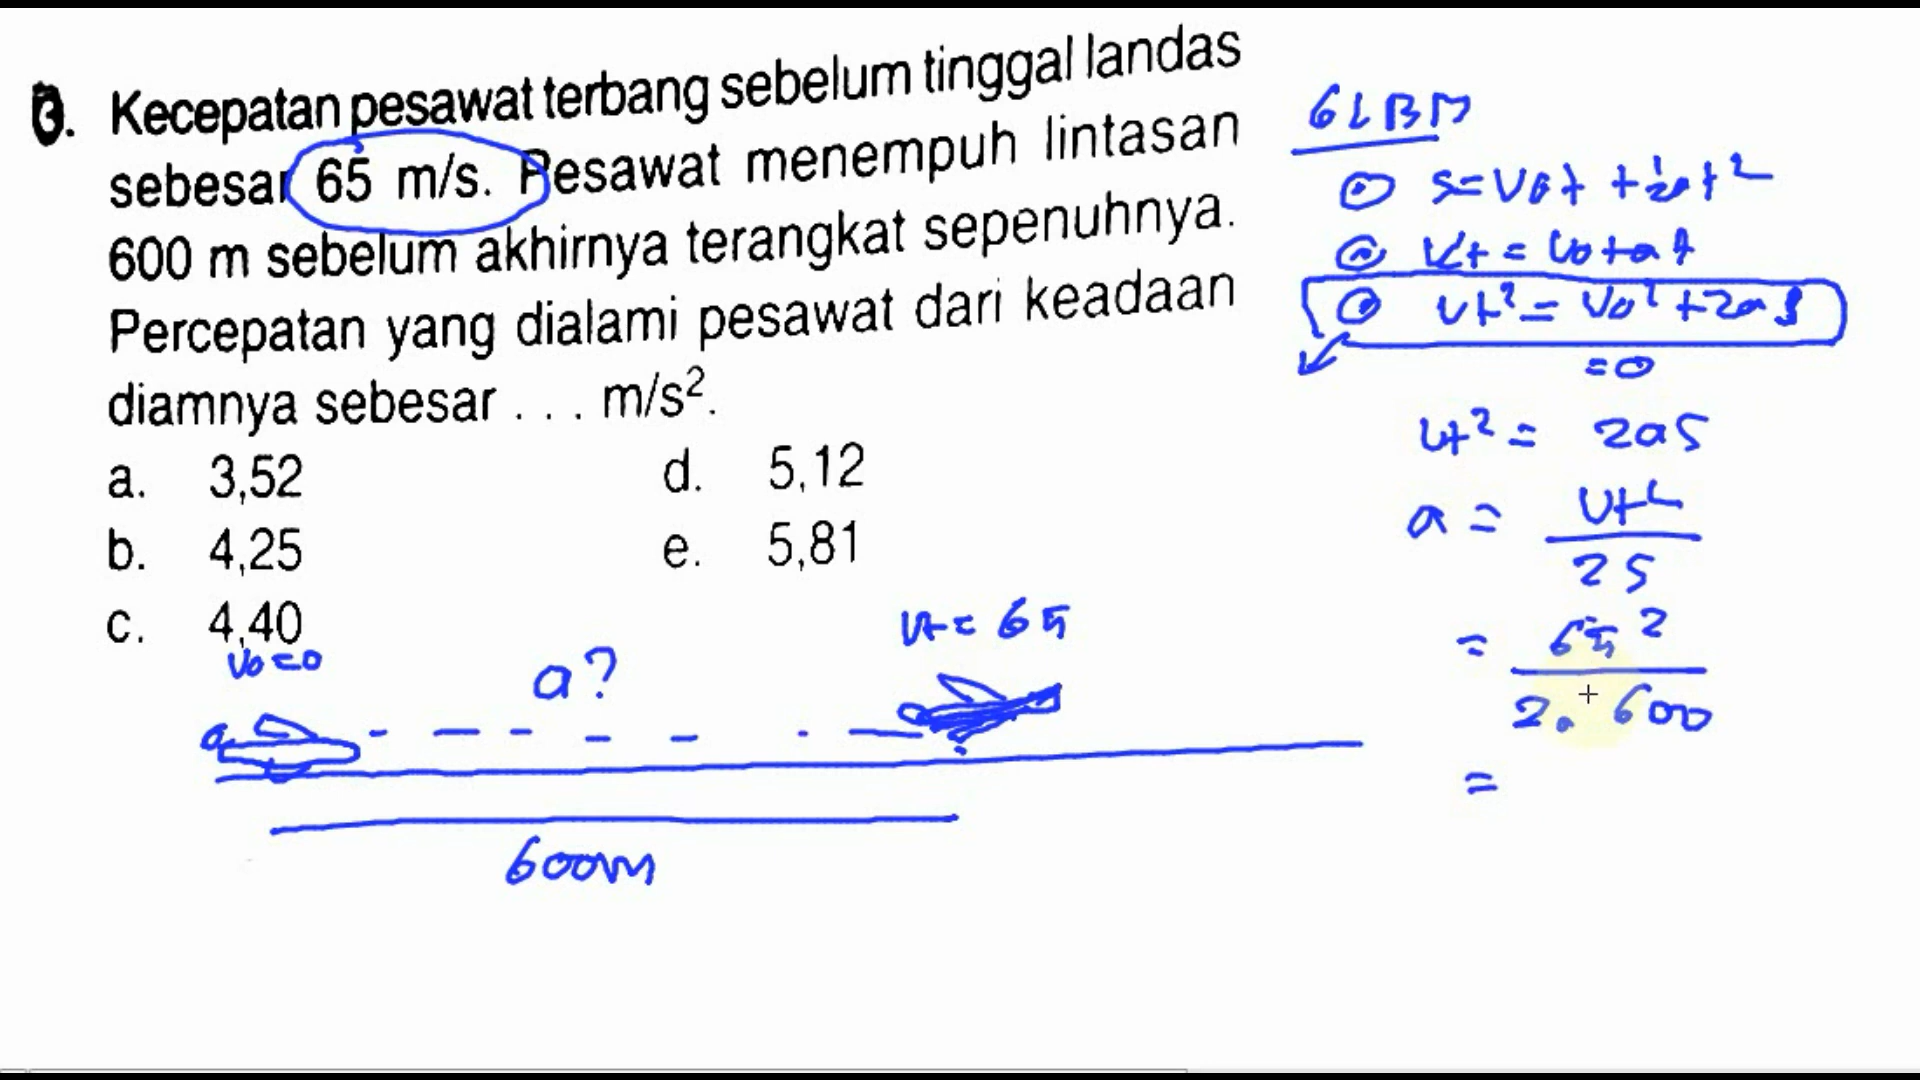 3. Kecepatan pesawat terbang sebelum tinggal landas
sebesar 65 m/s. Pesawat menempuh lintasan
600 m sebelum akhirnya terangkat sepenuhnya.
Percepatan yang dialami pesawat dari keadaan
diamnya sebesar . . . m/s².
a. 3,52
b. 4,25
c. 4,40
d. 5,12
e. 5,81
v₀ = 0
a?
vt = 65
600m
GLBB
① s = v₀t + ½at²
② vt = v₀ + at
③ vt² = v₀² + 2as
= 0
vt² = 2as
a = vt² / 2s
= 65² / 2. 600
=